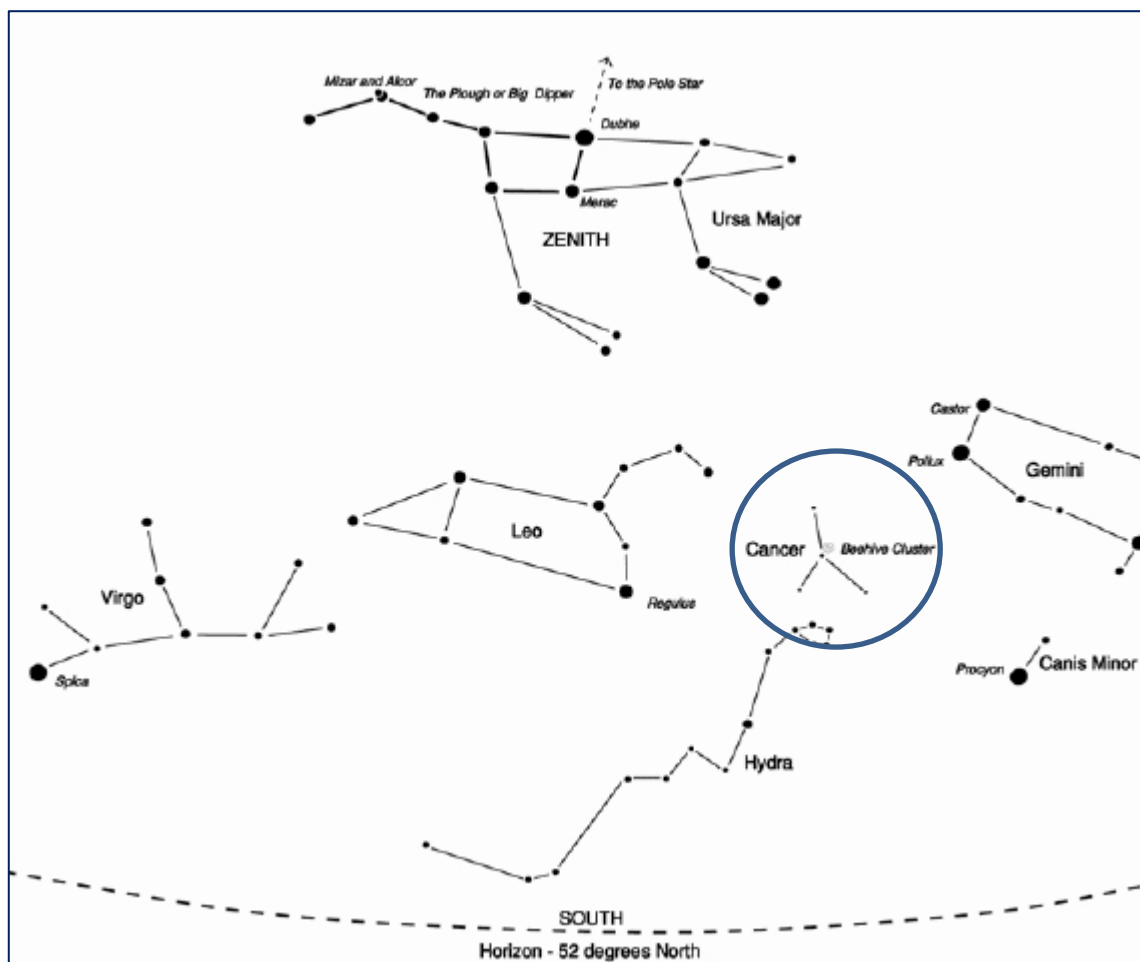 Mizar and Alcor
The Plough or Big Dipper
To the Pole Star
Dubhe
Merac
Ursa Major
ZENITH
Castor
Pollux
Gemini
Leo
Cancer
Beehive Cluster
Virgo
Regulus
Spica
Procyon
Canis Minor
Hydra
SOUTH
Horizon - 52 degrees North